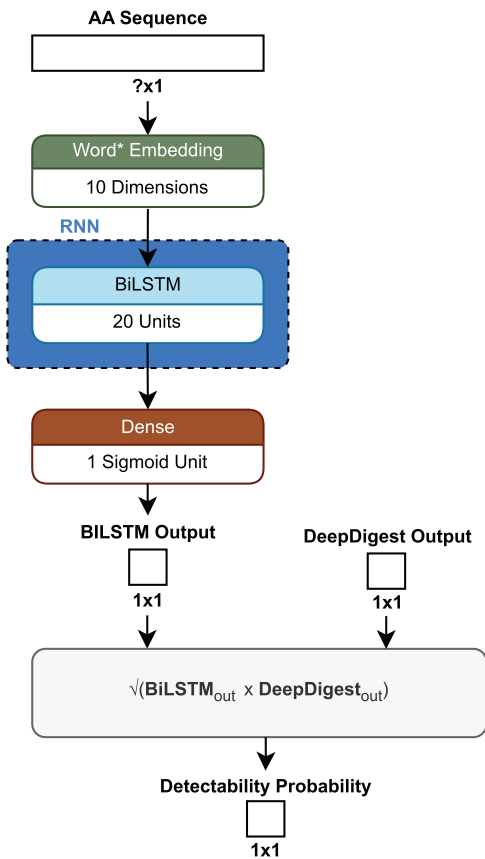 AA Sequence
?x1
Word* Embedding
10 Dimensions
RNN
BiLSTM
20 Units
Dense
1 Sigmoid Unit
BILSTM Output
DeepDigest Output
1x1
1x1
√(BiLSTMout x DeepDigestout)
Detectability Probability
1x1